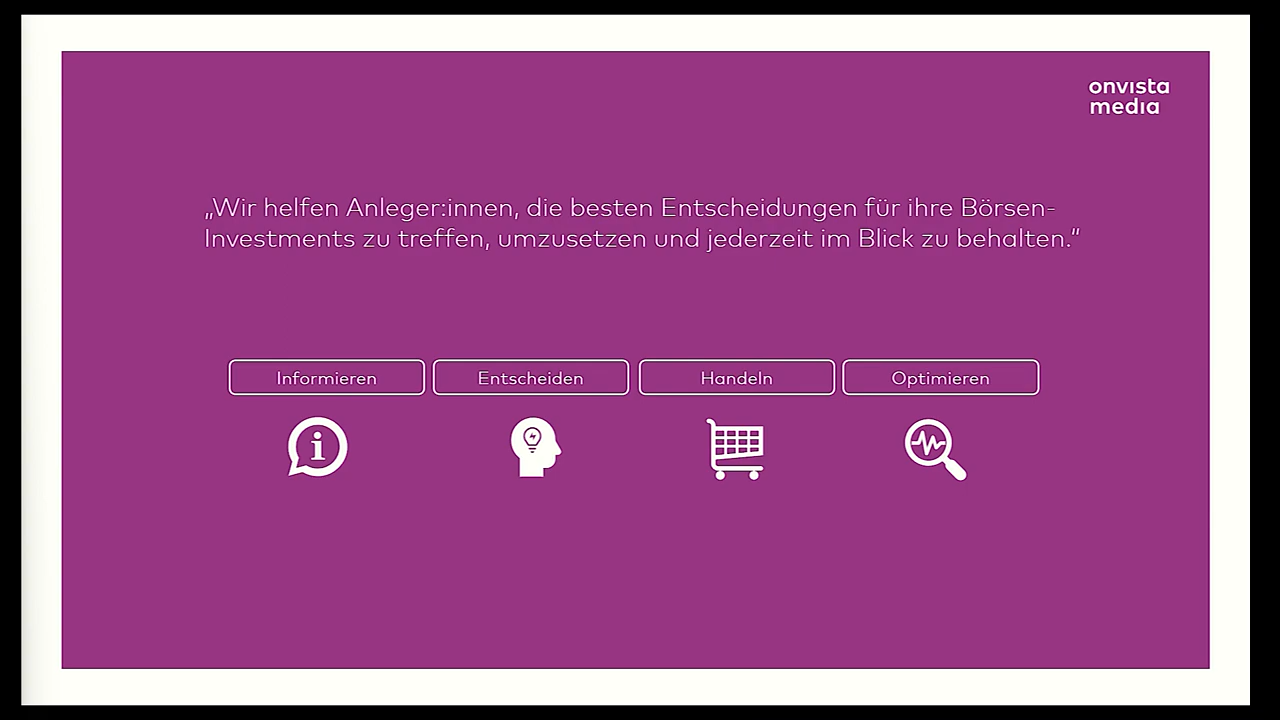 onvista
media
„Wir helfen Anleger:innen, die besten Entscheidungen für ihre Börsen-
Investments zu treffen, umzusetzen und jederzeit im Blick zu behalten.“
Informieren
Entscheiden
Handeln
Optimieren